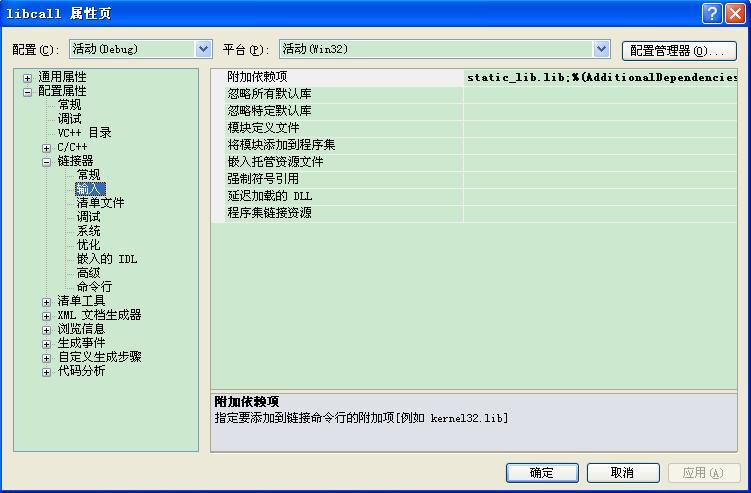 libcall 属性页
配置(C): 活动(Debug) 平台(P): 活动(Win32) 配置管理器(O)...
通用属性
配置属性
常规
调试
VC++ 目录
C/C++
链接器
常规
输入
清单文件
调试
系统
优化
嵌入的 IDL
高级
命令行
清单工具
XML 文档生成器
浏览信息
生成事件
自定义生成步骤
代码分析
附加依赖项 static_lib.lib;%(AdditionalDependencies
忽略所有默认库
忽略特定默认库
模块定义文件
将模块添加到程序集
嵌入托管资源文件
强制符号引用
延迟加载的 DLL
程序集链接资源
附加依赖项
指定要添加到链接命令行的附加项[例如 kernel32.lib]
确定 取消 应用(A)